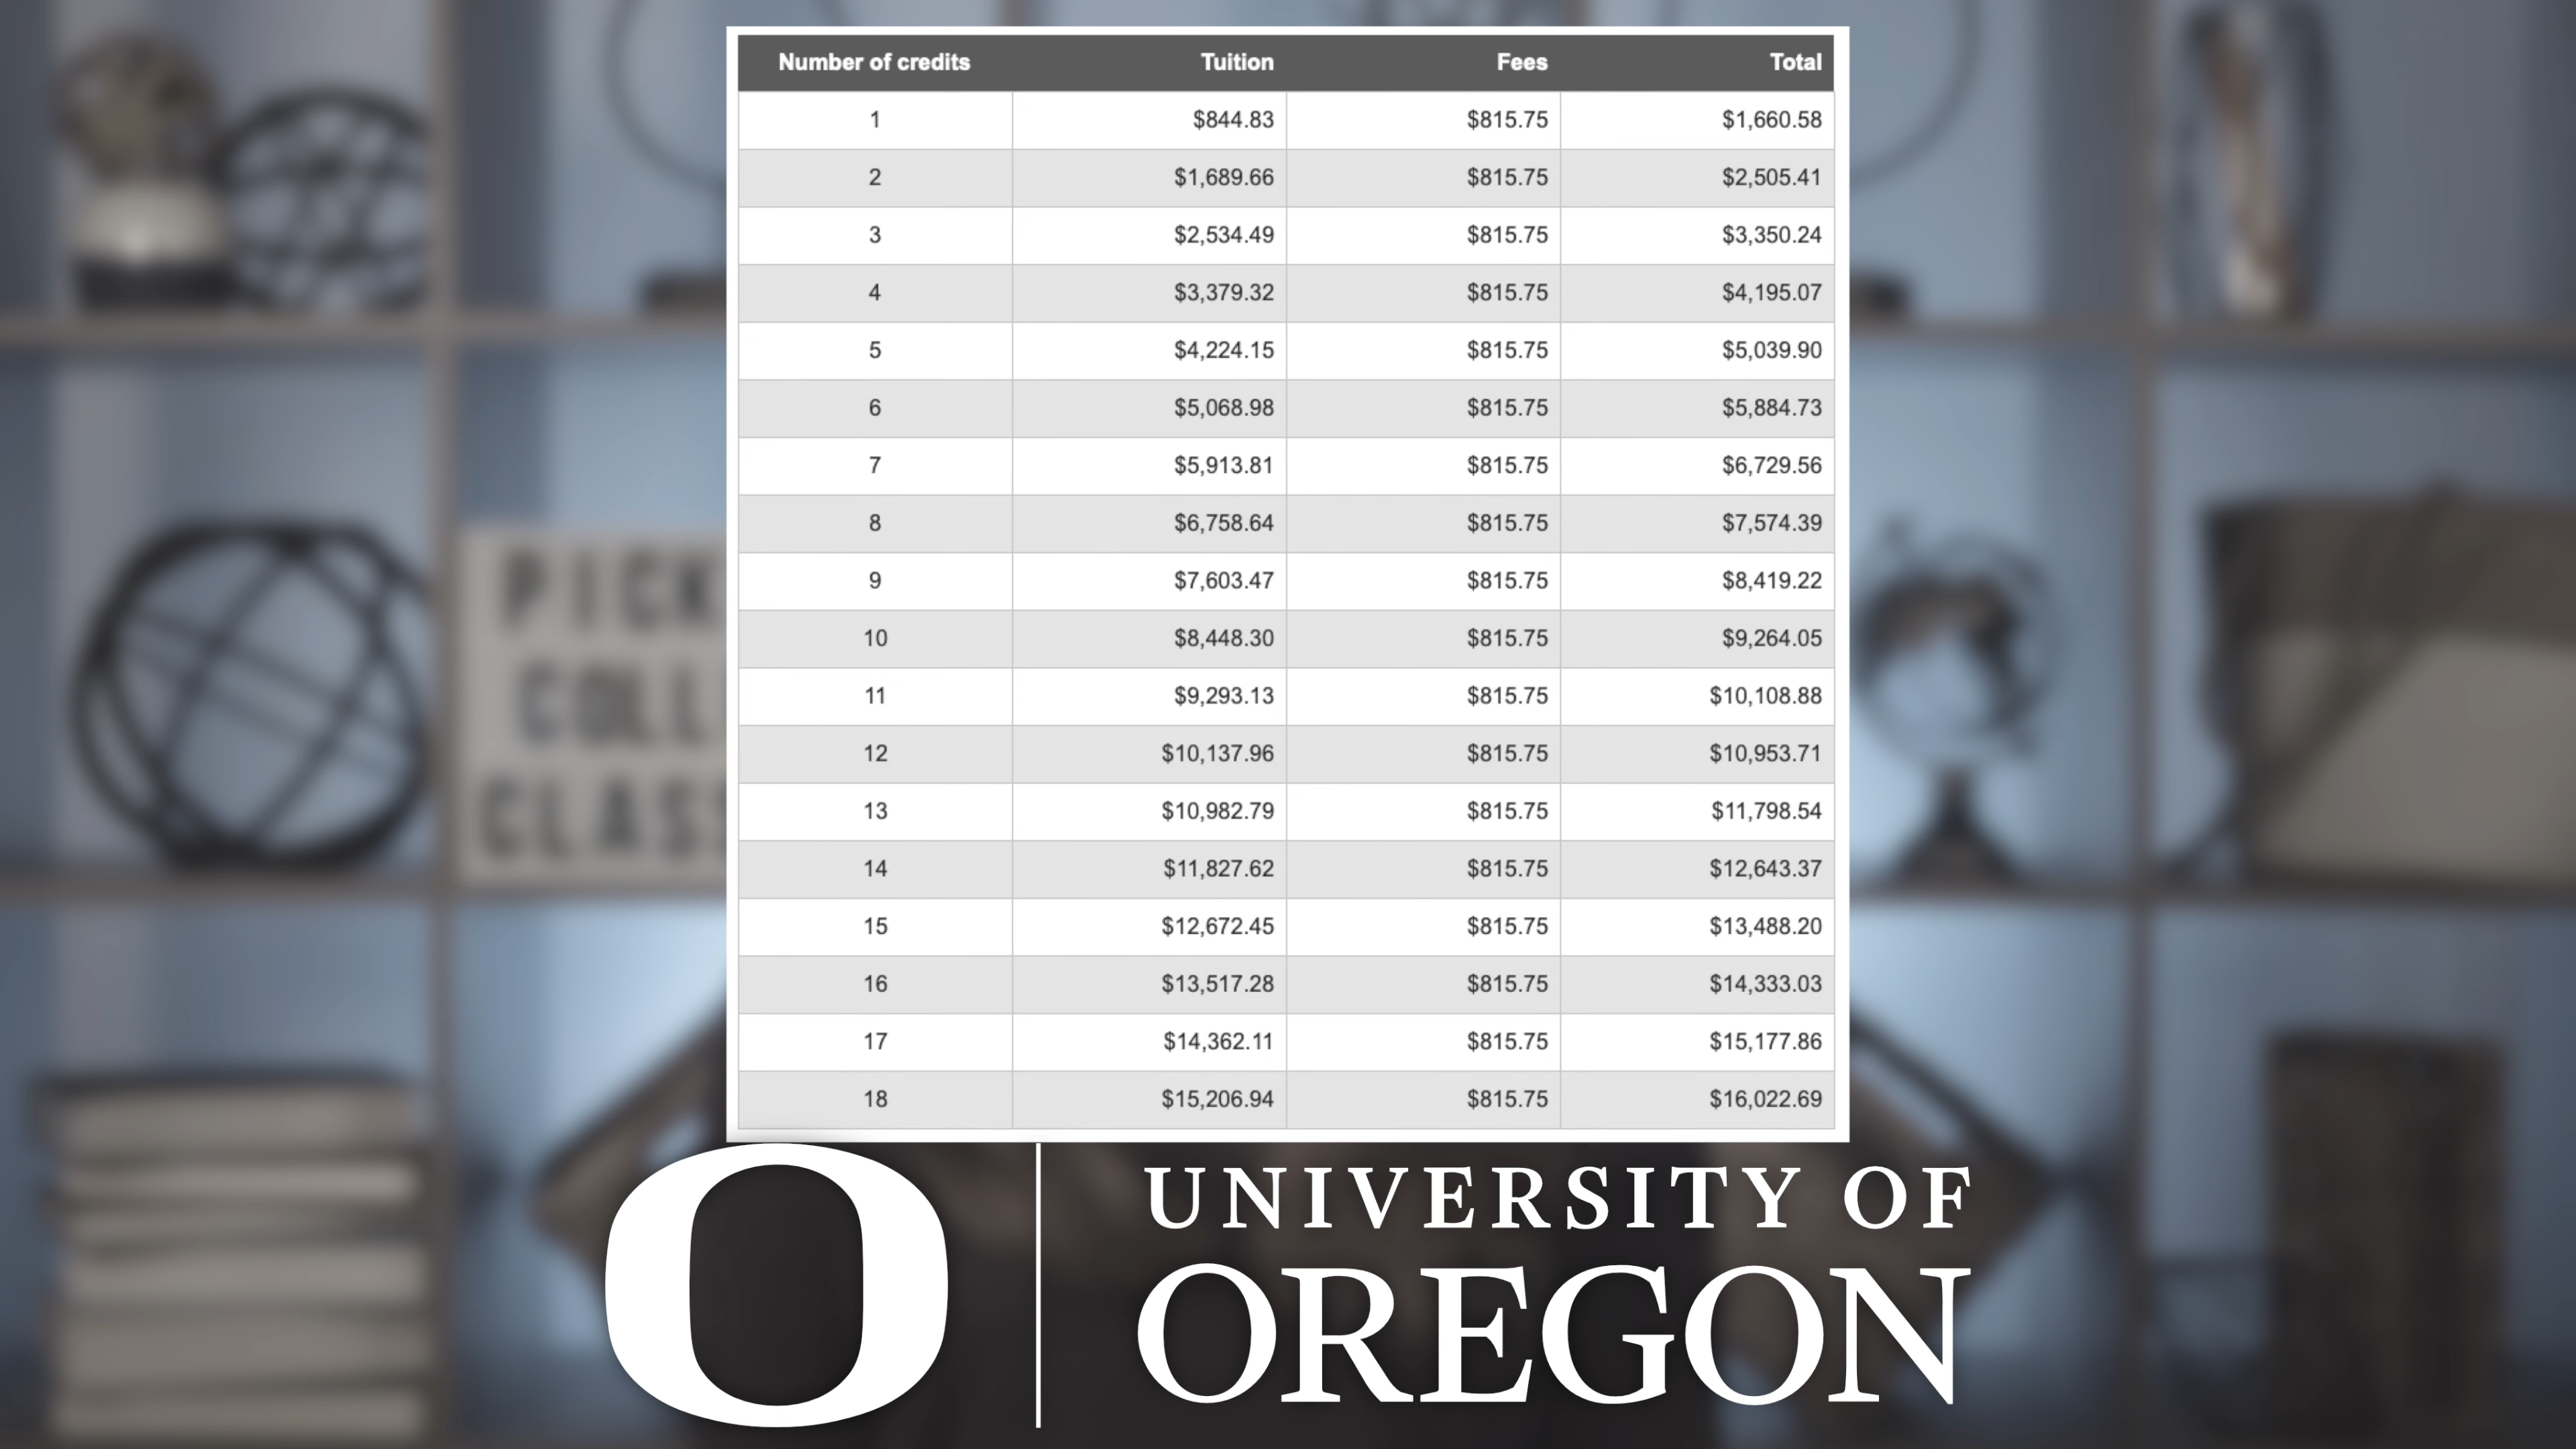 Number of credits Tuition Fees Total
1 $844.83 $815.75 $1,660.58
2 $1,689.66 $815.75 $2,505.41
3 $2,534.49 $815.75 $3,350.24
4 $3,379.32 $815.75 $4,195.07
5 $4,224.15 $815.75 $5,039.90
6 $5,068.98 $815.75 $5,884.73
7 $5,913.81 $815.75 $6,729.56
8 $6,758.64 $815.75 $7,574.39
9 $7,603.47 $815.75 $8,419.22
10 $8,448.30 $815.75 $9,264.05
11 $9,293.13 $815.75 $10,108.88
12 $10,137.96 $815.75 $10,953.71
13 $10,982.79 $815.75 $11,798.54
14 $11,827.62 $815.75 $12,643.37
15 $12,672.45 $815.75 $13,488.20
16 $13,517.28 $815.75 $14,333.03
17 $14,362.11 $815.75 $15,177.86
18 $15,206.94 $815.75 $16,022.69
PICK
COLL
CLASS
O
UNIVERSITY OF
OREGON